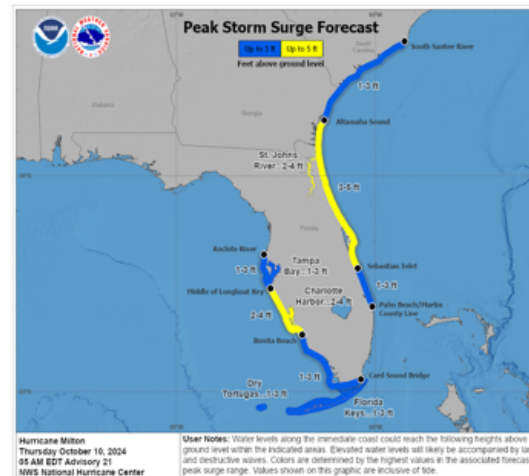 Peak Storm Surge Forecast
Up to 3 ft
Up to 5 ft
Feet above ground level
NOAA
South Carolina
South Santee River
Alabama
Georgia
1-3 ft
Altamaha Sound
St. Johns
River...2-4 ft
3-5 ft
Florida
Anclote River
1-3 ft
Tampa
Bay...1-3 ft
Sebastian Inlet
1-3 ft
Middle of Longboat Key
Charlotte
Harbor...2-4 ft
Palm Beach/Martin
County Line
2-4 ft
Bonita Beach
1-3 ft
Card Sound Bridge
Dry
Tortugas...1-3 ft
Florida
Keys...1-3 ft
Hurricane Milton
Thursday October 10, 2024
05 AM EDT Advisory 21
NWS National Hurricane Center
User Notes: Water levels along the immediate coast could reach the following heights above
ground level within the indicated areas. Elevated water levels will likely be accompanied by
and destructive waves. Colors are determined by the highest values in the associated forecas
peak surge range. Values shown on this graphic are inclusive of tide.